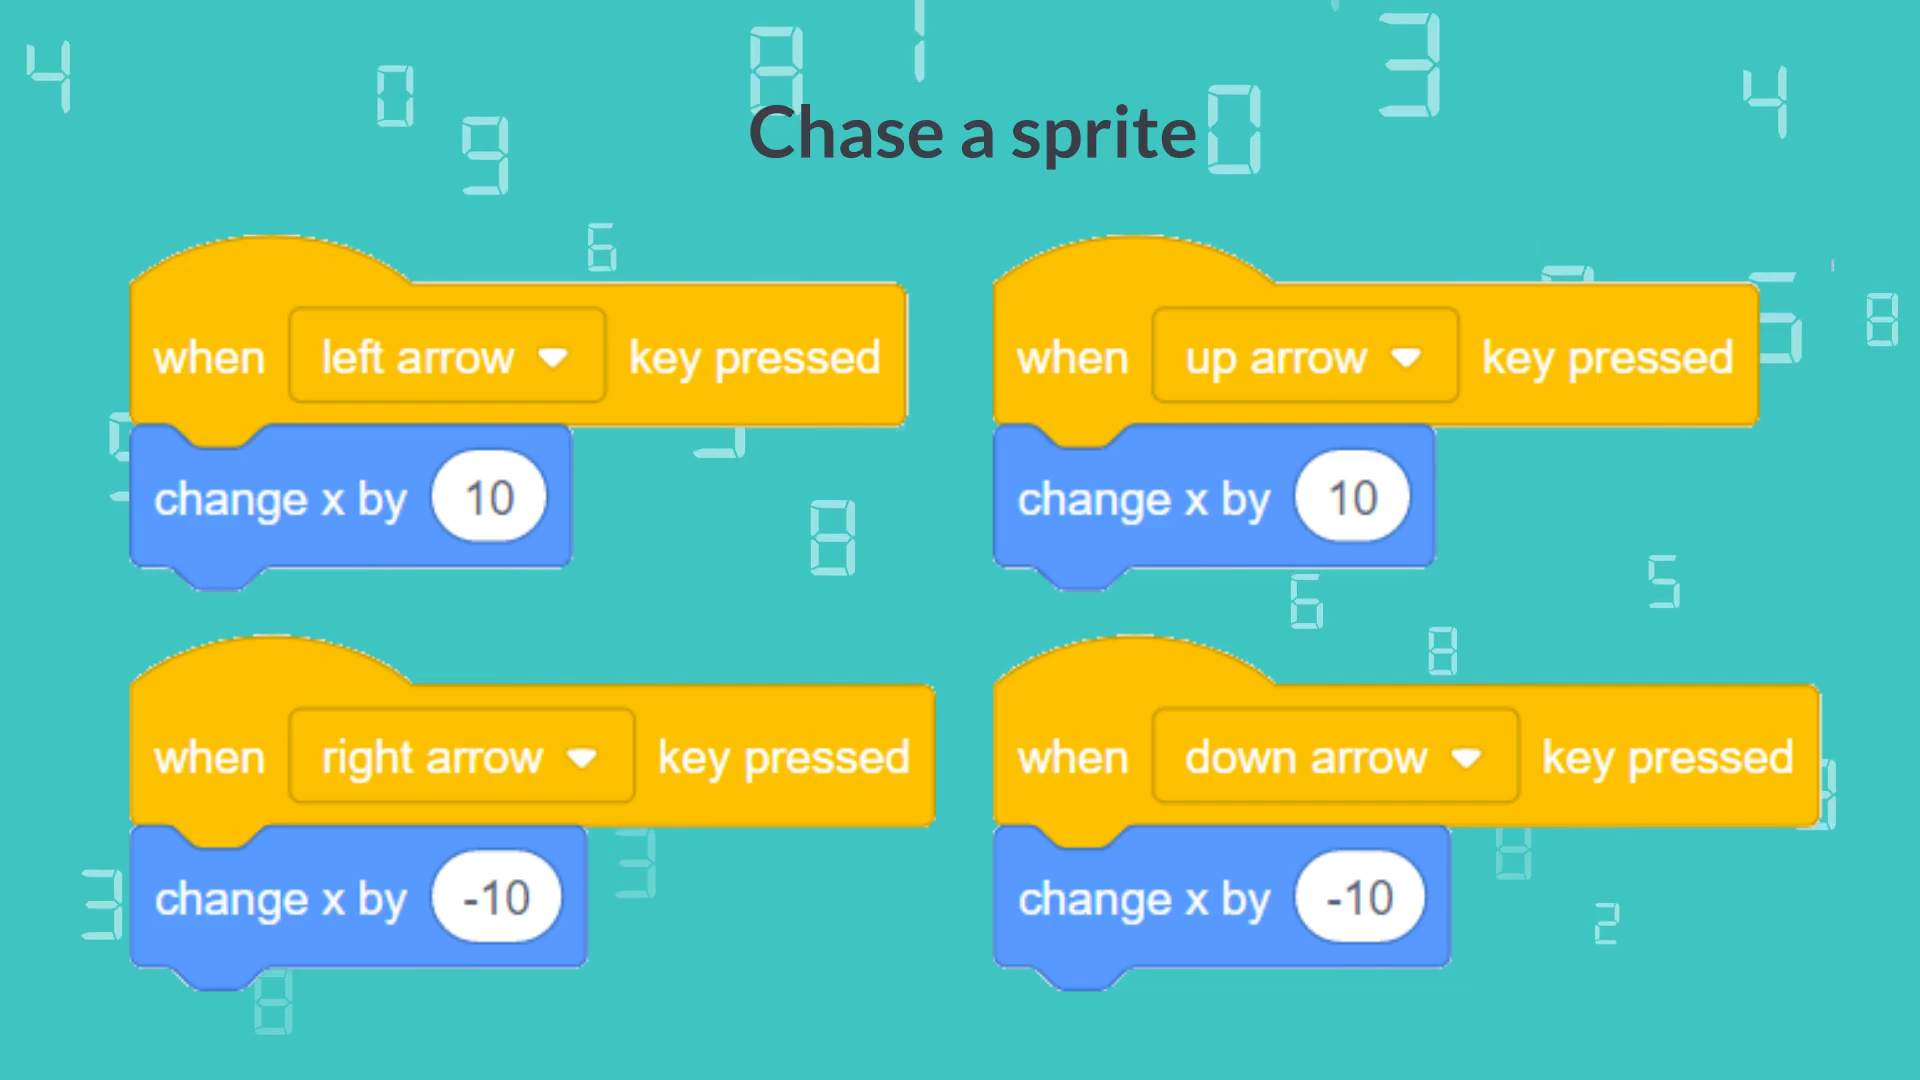 Chase a sprite
when left arrow key pressed
change x by 10
when up arrow key pressed
change x by 10
when right arrow key pressed
change x by -10
when down arrow key pressed
change x by -10